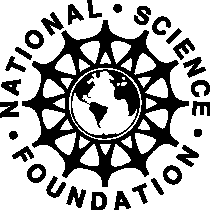 NATIONAL • SCIENCE
• FOUNDATION •